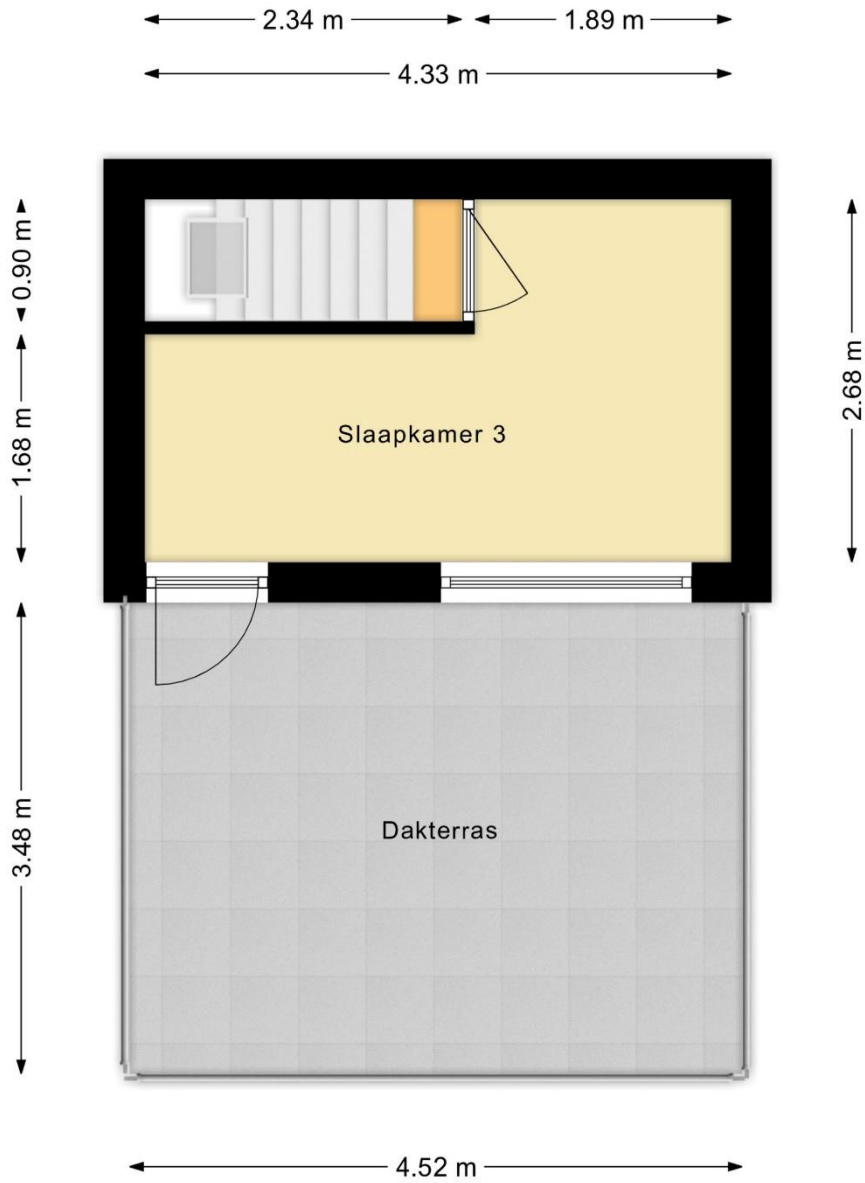 2.34 m
1.89 m
4.33 m
0.90 m
1.68 m
2.68 m
Slaapkamer 3
3.48 m
Dakterras
4.52 m